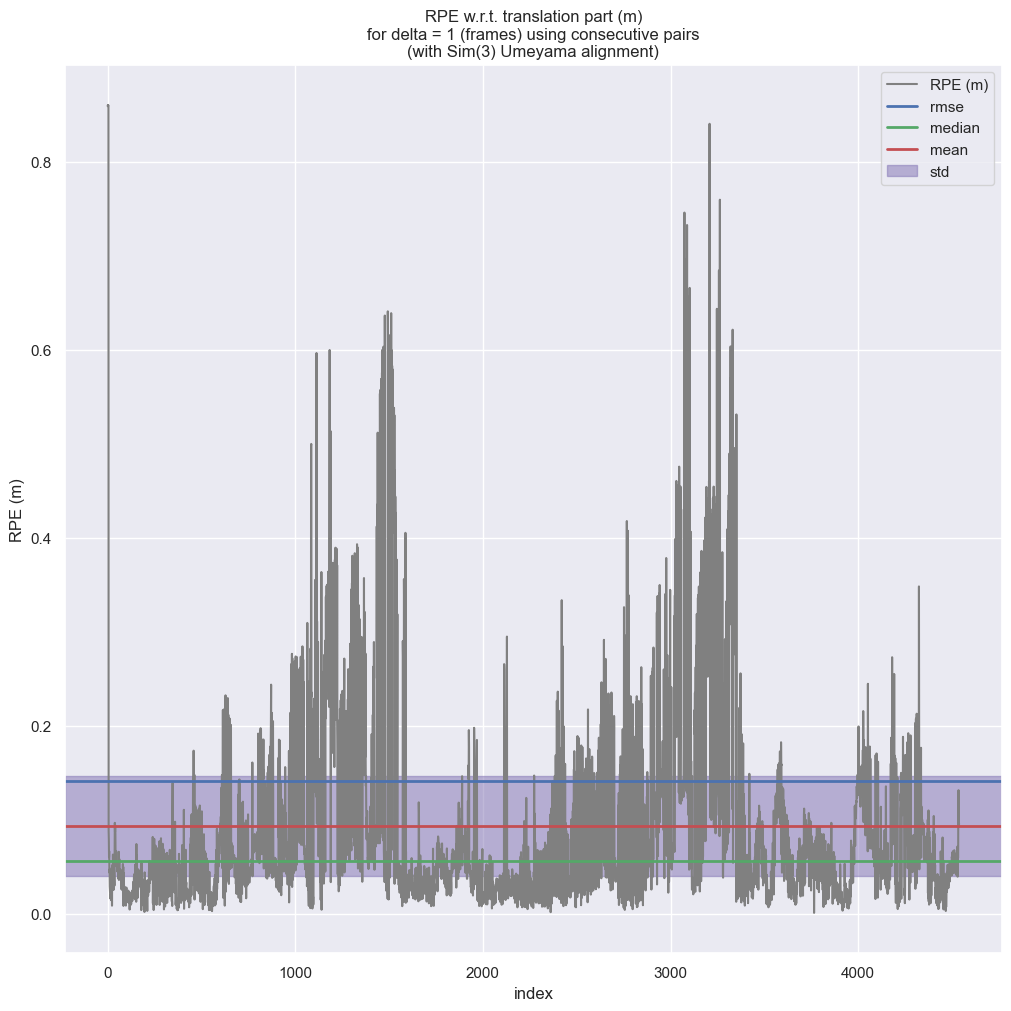 RPE w.r.t. translation part (m)
for delta = 1 (frames) using consecutive pairs
(with Sim(3) Umeyama alignment)
RPE (m)
rmse
median
mean
std
0.8
0.6
0.4
0.2
0.0
RPE (m)
0
1000
2000
3000
4000
index